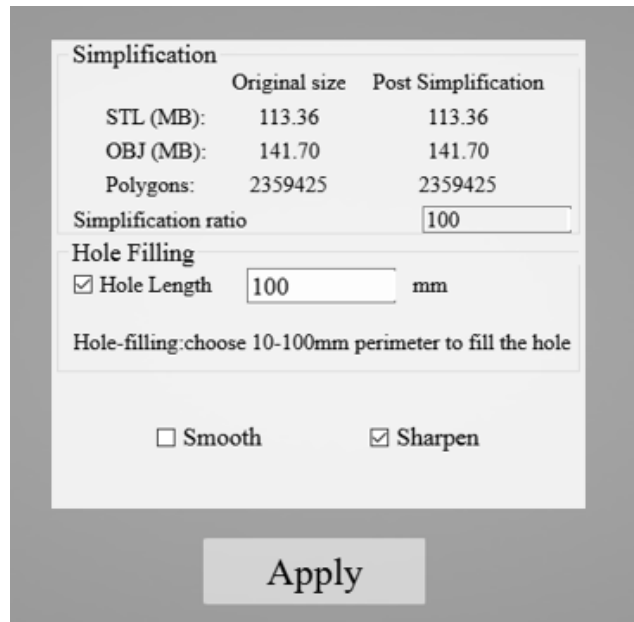 Simplification
Original size Post Simplification
STL (MB): 113.36 113.36
OBJ (MB): 141.70 141.70
Polygons: 2359425 2359425
Simplification ratio 100
Hole Filling
Hole Length 100 mm
Hole-filling:choose 10-100mm perimeter to fill the hole
Smooth Sharpen
Apply